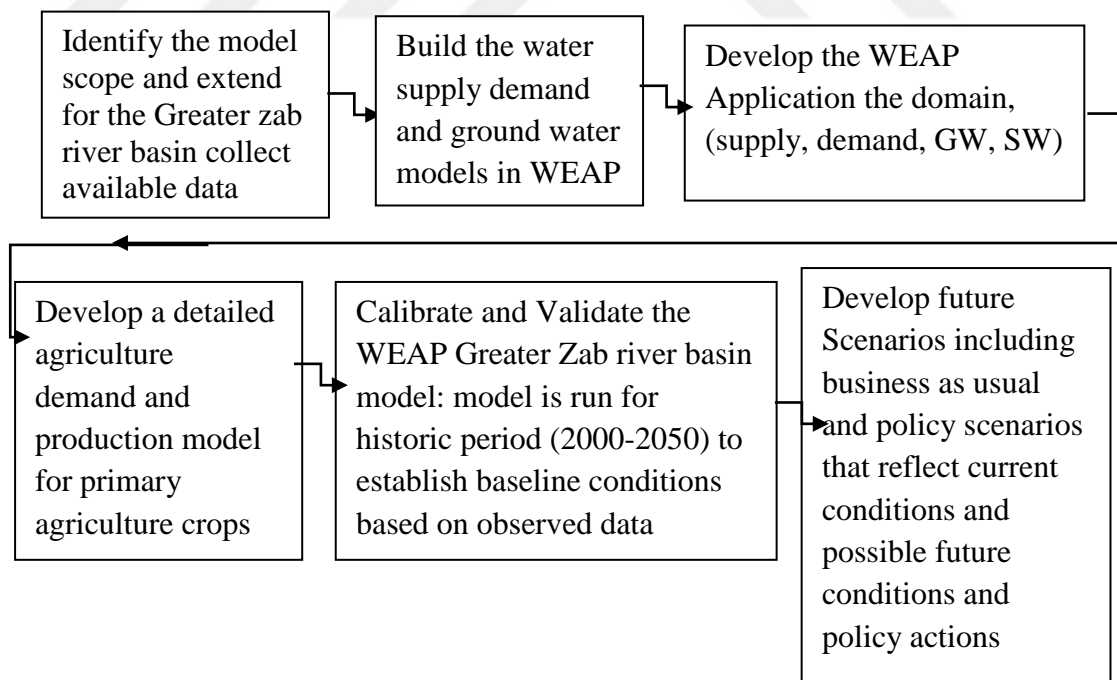 Identify the model
scope and extend
for the Greater zab
river basin collect
available data
Build the water
supply demand
and ground water
models in WEAP
Develop the WEAP
Application the domain,
(supply, demand, GW, SW)
Develop a detailed
agriculture
demand and
production model
for primary
agriculture crops
Calibrate and Validate the
WEAP Greater Zab river basin
model: model is run for
historic period (2000-2050) to
establish baseline conditions
based on observed data
Develop future
Scenarios including
business as usual
and policy scenarios
that reflect current
conditions and
possible future
conditions and
policy actions